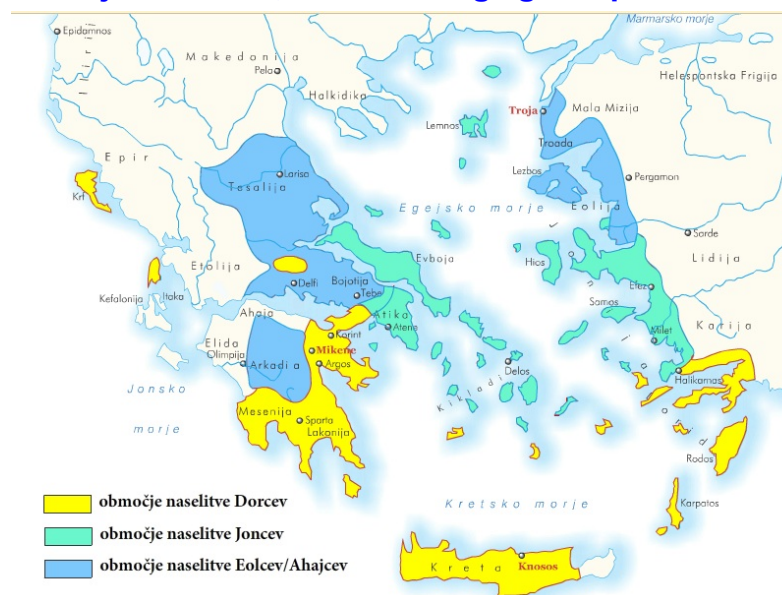 Marmarsko morje
Epidamnos
Iliri
Makedonija
Pela
Helespontska Frigija
Halkidika
Troja
Mala Mizija
Lemnos
Troada
Epir
Lariso
Tesalija
Lezbos
Pergamon
Krf
Egejsko morje
Eolija
Sarde
Etolija
Evboja
Hios
Lidija
Delfi
Bojotija
Tebe
Kefalonija
Itaka
Ahaja
Atika
Atene
Samos
Efez
Elida
Olimpija
Korint
Mikene
Argos
Arkadia
Milet
Karija
Delos
Kikladi
Halikarnas
Jonsko
morje
Mesenija
Sparta
Lakonija
Rodos
območje naselitve Dorcev
Kretsko morje
Karpatos
območje naselitve Joncev
območje naselitve Eolcev/Ahajcev
Kreta
Knosos